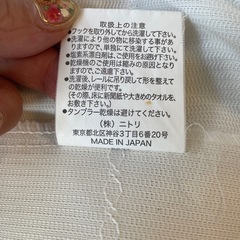 取扱上の注意
●フックを取り外してから洗濯して下さい。
●洗濯により他の物に移染する事が
ありますので、単独にて洗濯して下さい。
●塩素系漂白剤は、ご使用にならないで
下さい。
●乾燥機のご使用は縮みの原因となり
ますので、ご遠慮下さい。
●洗濯後、レールに吊り戻して形を整えて
の乾燥が便利です。
(その際、床に新聞紙や大きめのタオルを、
お敷き下さい。)
●タンブラー乾燥は避けてください。
(株)ニトリ
東京都北区神谷3丁目6番20号
MADE IN JAPAN